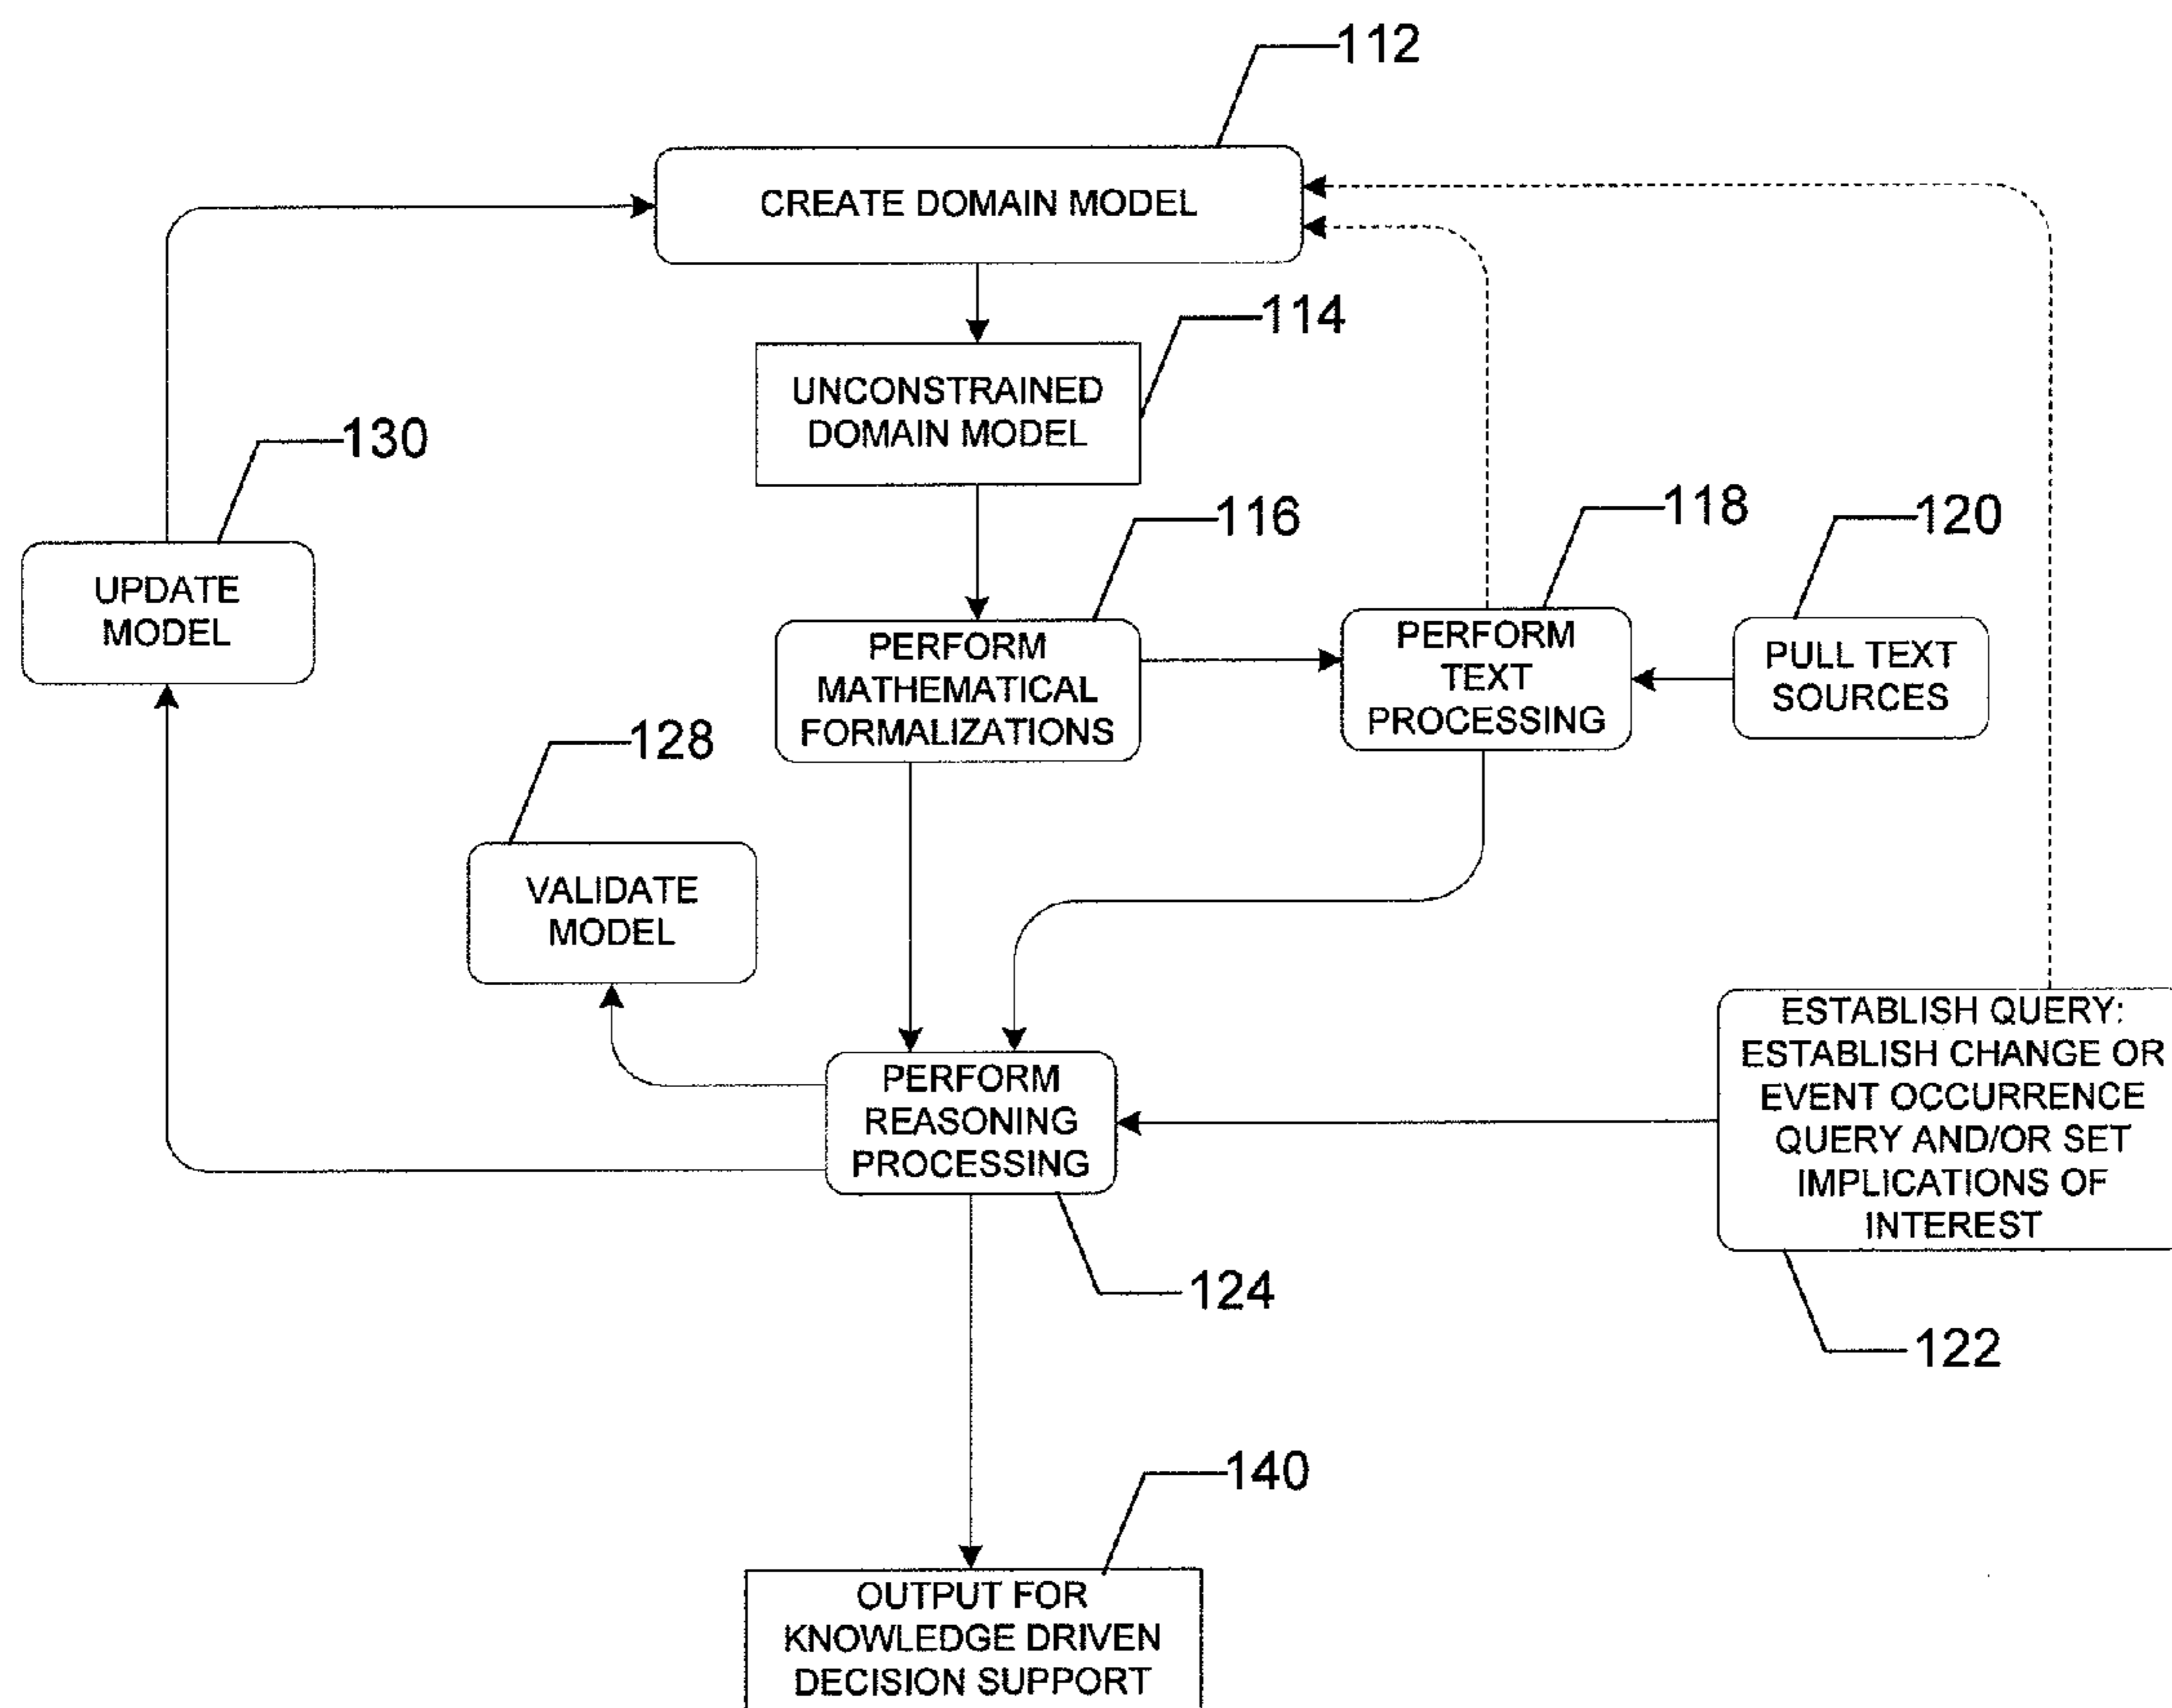 112
CREATE DOMAIN MODEL
114
UNCONSTRAINED
DOMAIN MODEL
130
UPDATE
MODEL
116
PERFORM
MATHEMATICAL
FORMALIZATIONS
118
PERFORM
TEXT
PROCESSING
120
PULL TEXT
SOURCES
128
VALIDATE
MODEL
PERFORM
REASONING
PROCESSING
124
ESTABLISH QUERY:
ESTABLISH CHANGE OR
EVENT OCCURRENCE
QUERY AND/OR SET
IMPLICATIONS OF
INTEREST
122
140
OUTPUT FOR
KNOWLEDGE DRIVEN
DECISION SUPPORT